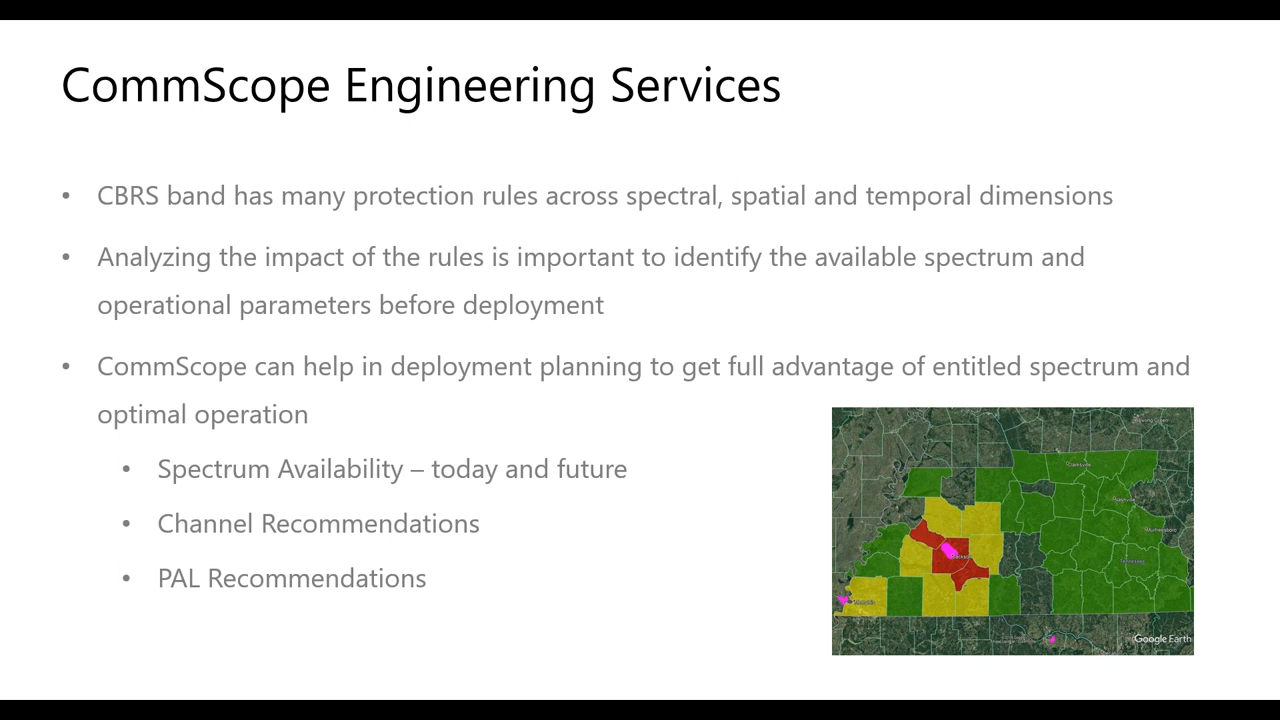 CommScope Engineering Services
• CBRS band has many protection rules across spectral, spatial and temporal dimensions
• Analyzing the impact of the rules is important to identify the available spectrum and
operational parameters before deployment
• CommScope can help in deployment planning to get full advantage of entitled spectrum and
optimal operation
• Spectrum Availability – today and future
• Channel Recommendations
• PAL Recommendations
Clarksville
Tennessee
Google Earth